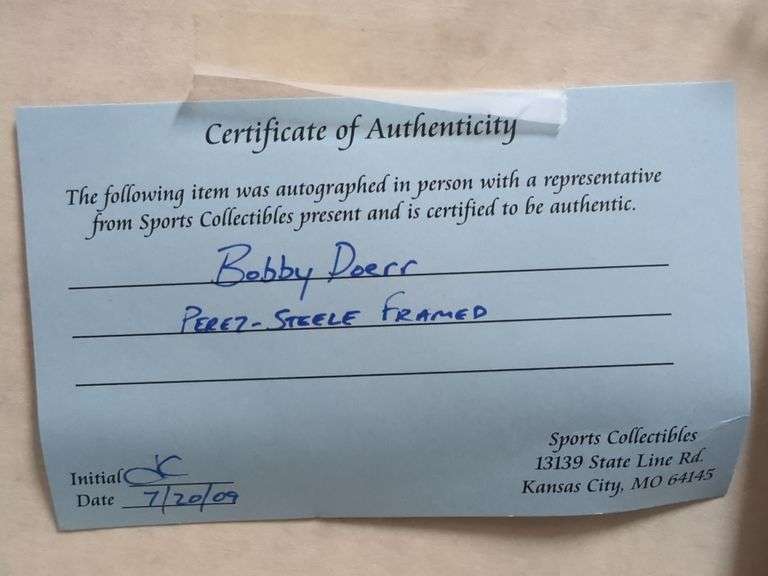 Certificate of Authenticity
The following item was autographed in person with a representative
from Sports Collectibles present and is certified to be authentic.
Bobby Doerr
PEREZ-STEELE FRAMED
Initial JC
Date 7/20/09
Sports Collectibles
13139 State Line Rd.
Kansas City, MO 64145